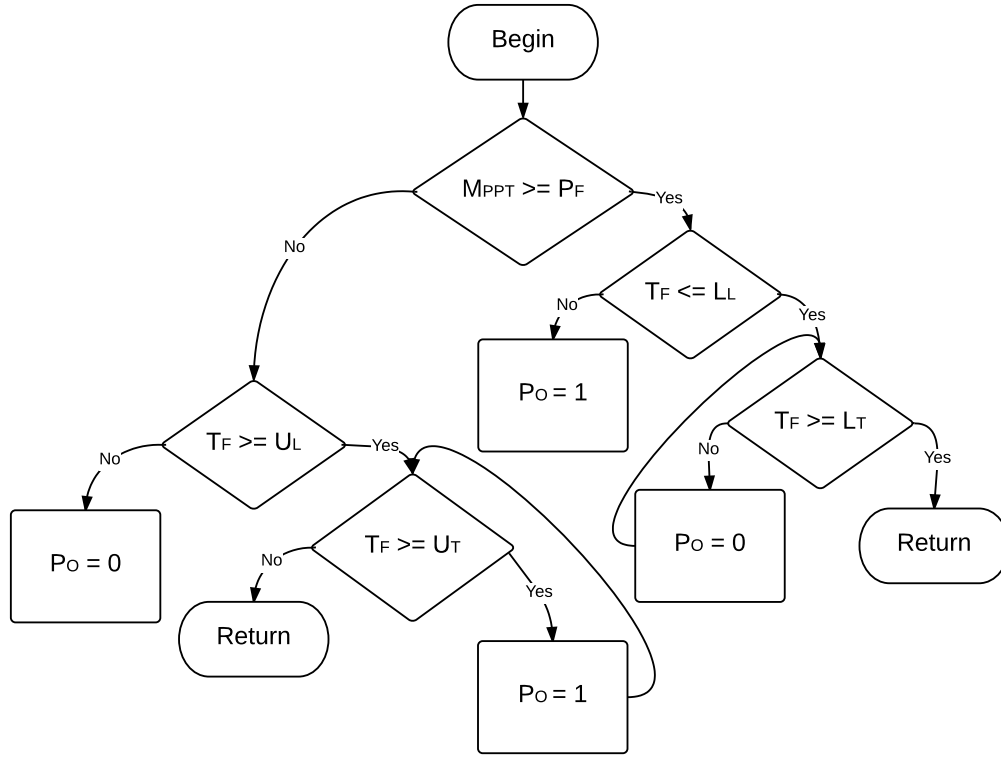 Begin
MPPT >= PF
Yes
No
TF <= LL
No
Yes
PO = 1
TF >= LT
No
Yes
TF >= UL
No
Yes
PO = 0
Return
PO = 0
TF >= UT
No
Yes
Return
PO = 1